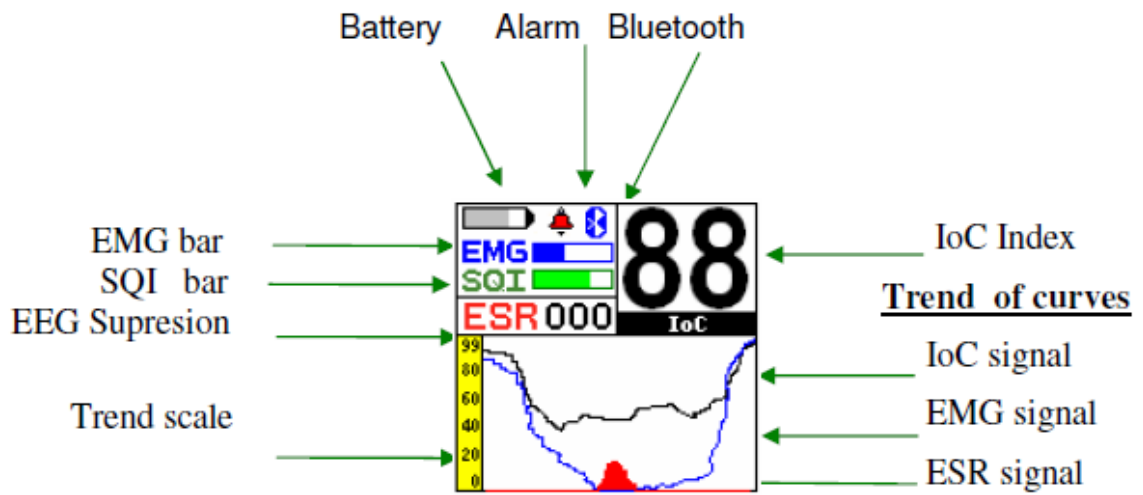 Battery Alarm Bluetooth
EMG bar
SQI bar
EEG Supresion
Trend scale
EMG
SQI
ESR 000
88
IoC
99
80
60
40
20
0
IoC Index
Trend of curves
IoC signal
EMG signal
ESR signal